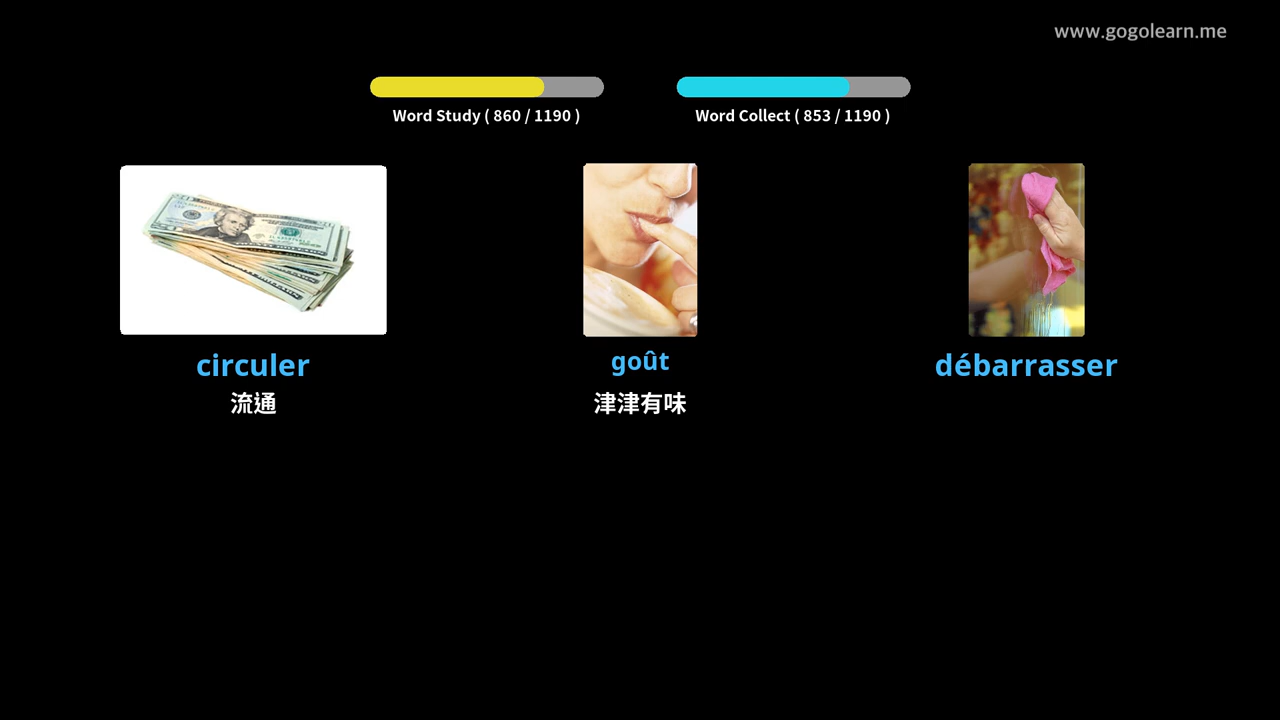 www.gogolearn.me
Word Study ( 860 / 1190 )
Word Collect ( 853 / 1190 )
circuler
流通
goût
津津有味
débarrasser